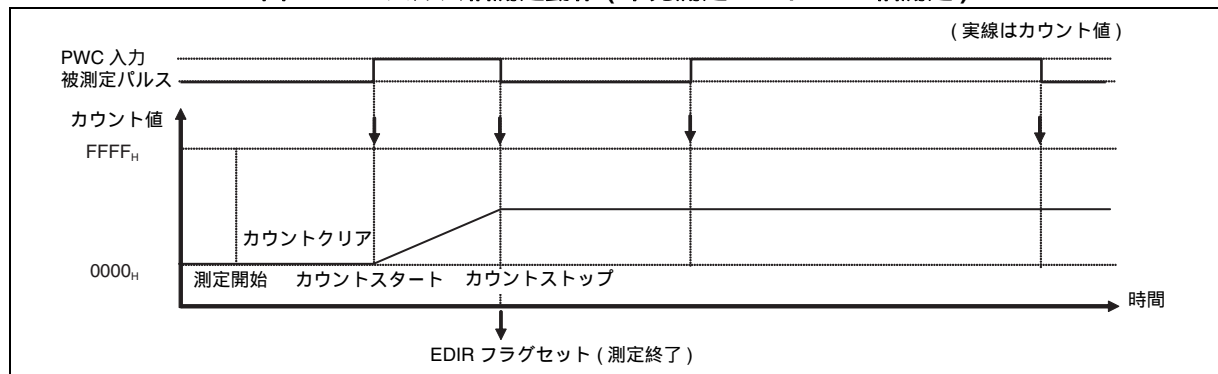 ( 実線はカウント値 )
PWC 入力
被測定パルス
カウント値
FFFFH
カウントクリア
0000H
測定開始 カウントスタート カウントストップ
時間
EDIR フラグセット ( 測定終了 )